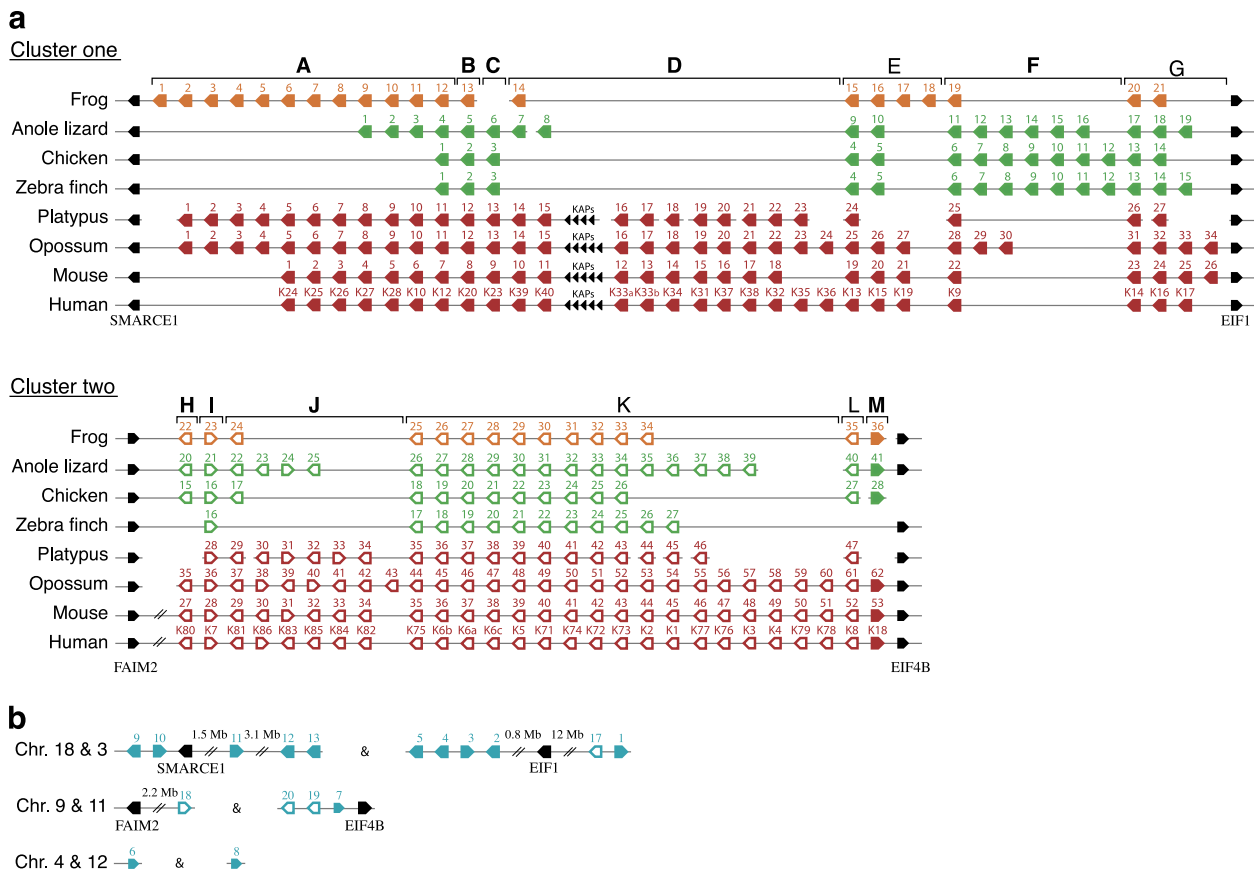 a
Cluster one
A B C D E F G
1 2 3 4 5 6 7 8 9 10 11 12 13 14 15 16 17 18 19 20 21
Frog
1 2 3 4 5 6 7 8 9 10 11 12 13 14 15 16 17 18 19
Anole lizard
1 2 3 4 5 6 7 8 9 10 11 12 13 14
Chicken
1 2 3 4 5 6 7 8 9 10 11 12 13 14 15
Zebra finch
1 2 3 4 5 6 7 8 9 10 11 12 13 14 15 KAPs 16 17 18 19 20 21 22 23 24 25 26 27
Platypus
1 2 3 4 5 6 7 8 9 10 11 12 13 14 15 KAPs 16 17 18 19 20 21 22 23 24 25 26 27 28 29 30 31 32 33 34
Opossum
1 2 3 4 5 6 7 8 9 10 11 KAPs 12 13 14 15 16 17 18 19 20 21 22 23 24 25 26
Mouse
K24 K25 K26 K27 K28 K10 K12 K20 K23 K39 K40 KAPs K33a K33b K34 K31 K37 K38 K32 K35 K36 K13 K15 K19 K9 K14 K16 K17
Human
SMARCE1 EIF1
Cluster two
H I J K L M
22 23 24 25 26 27 28 29 30 31 32 33 34 35 36
Frog
20 21 22 23 24 25 26 27 28 29 30 31 32 33 34 35 36 37 38 39 40 41
Anole lizard
15 16 17 18 19 20 21 22 23 24 25 26 27 28
Chicken
16 17 18 19 20 21 22 23 24 25 26 27
Zebra finch
28 29 30 31 32 33 34 35 36 37 38 39 40 41 42 43 44 45 46 47
Platypus
35 36 37 38 39 40 41 42 43 44 45 46 47 48 49 50 51 52 53 54 55 56 57 58 59 60 61 62
Opossum
27 28 29 30 31 32 33 34 35 36 37 38 39 40 41 42 43 44 45 46 47 48 49 50 51 52 53
Mouse
K80 K7 K81 K86 K83 K85 K84 K82 K75 K6b K6a K6c K5 K71 K74 K72 K73 K2 K1 K77 K76 K3 K4 K79 K78 K8 K18
Human
FAIM2 EIF4B
b
9 10 1.5 Mb 11 3.1 Mb 12 13 5 4 3 2 0.8 Mb 12 Mb 17 1
Chr. 18 & 3 &
SMARCE1 EIF1
2.2 Mb 18 20 19 7
Chr. 9 & 11 &
FAIM2 EIF4B
6 8
Chr. 4 & 12 &